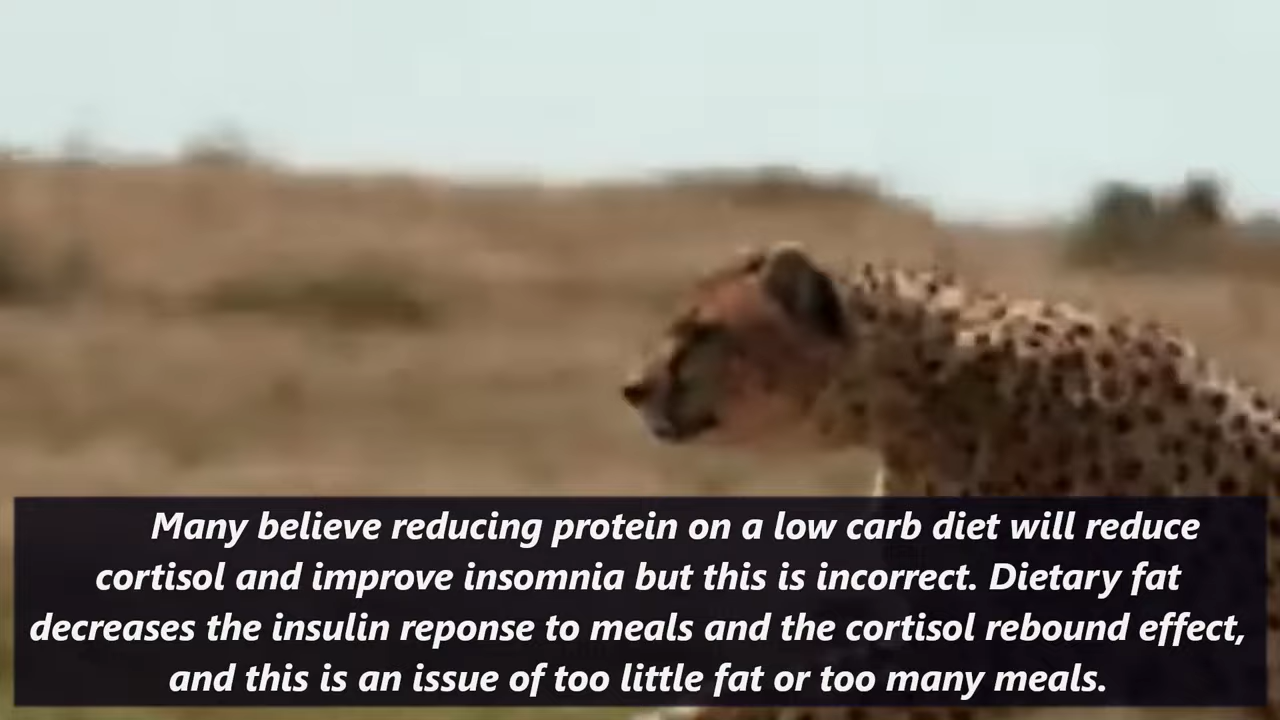 Many believe reducing protein on a low carb diet will reduce
cortisol and improve insomnia but this is incorrect. Dietary fat
decreases the insulin reponse to meals and the cortisol rebound effect,
and this is an issue of too little fat or too many meals.